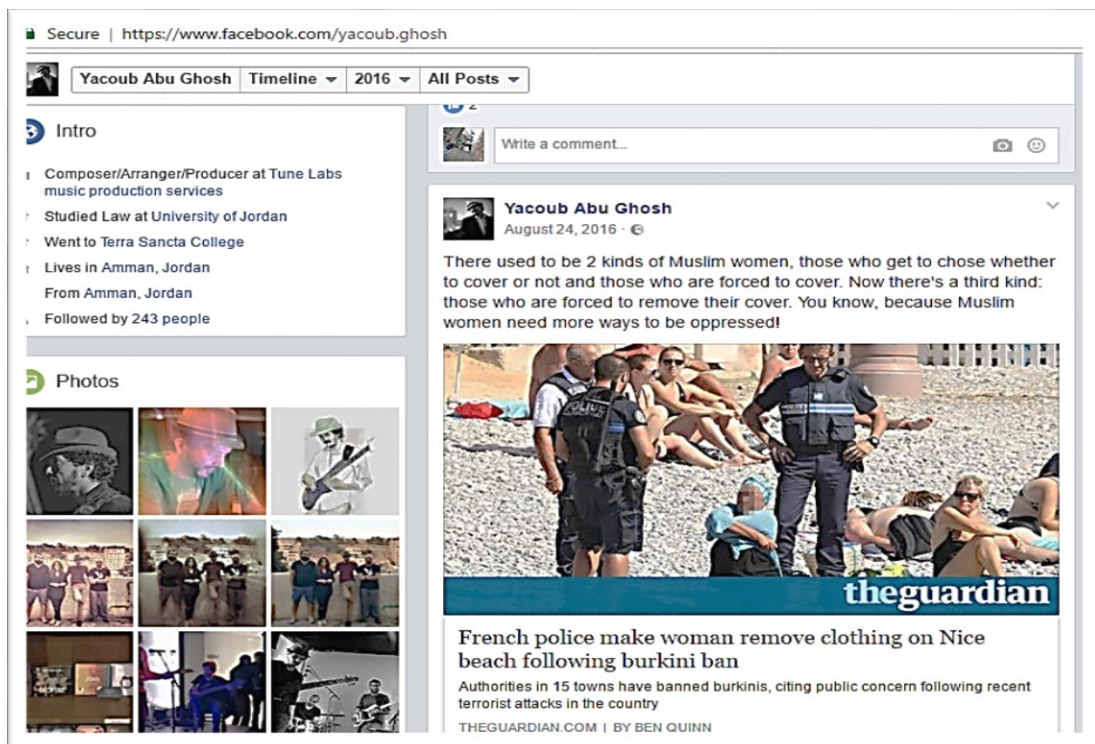 Secure | https://www.facebook.com/yacoub.ghosh
Yacoub Abu Ghosh Timeline 2016 All Posts
Intro
Composer/Arranger/Producer at Tune Labs
music production services
Studied Law at University of Jordan
Went to Terra Sancta College
Lives in Amman, Jordan
From Amman, Jordan
Followed by 243 people
Photos
2
Write a comment...
Yacoub Abu Ghosh
August 24, 2016 ·
There used to be 2 kinds of Muslim women, those who get to chose whether
to cover or not and those who are forced to cover. Now there's a third kind:
those who are forced to remove their cover. You know, because Muslim
women need more ways to be oppressed!
POLICE
theguardian
French police make woman remove clothing on Nice
beach following burkini ban
Authorities in 15 towns have banned burkinis, citing public concern following recent
terrorist attacks in the country
THEGUARDIAN.COM | BY BEN QUINN